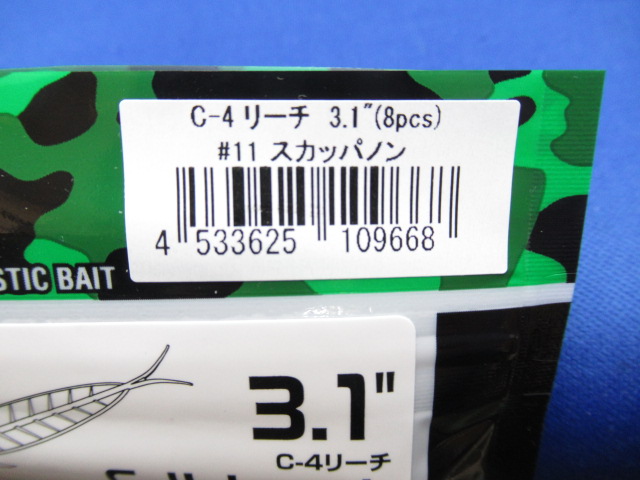 C-4 リーチ 3.1"(8pcs)
#11 スカッパノン
4 533625 109668
STIC BAIT
3.1"
C-4リーチ